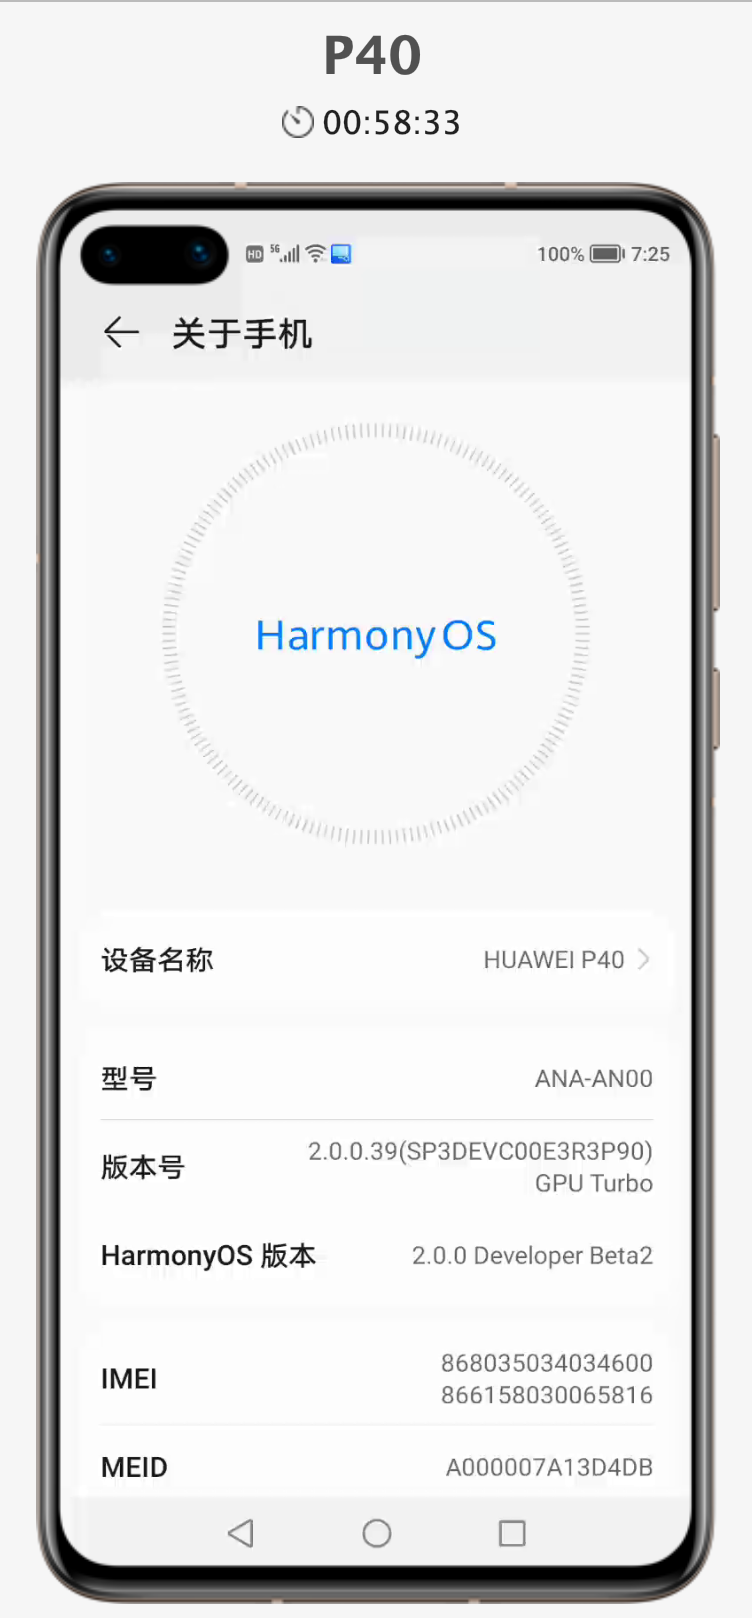 P40
00:58:33
HD 5G 100% 7:25
关于手机
HarmonyOS
设备名称 HUAWEI P40
型号 ANA-AN00
版本号 2.0.0.39(SP3DEVC00E3R3P90)
GPU Turbo
HarmonyOS 版本 2.0.0 Developer Beta2
IMEI 868035034034600
866158030065816
MEID A000007A13D4DB